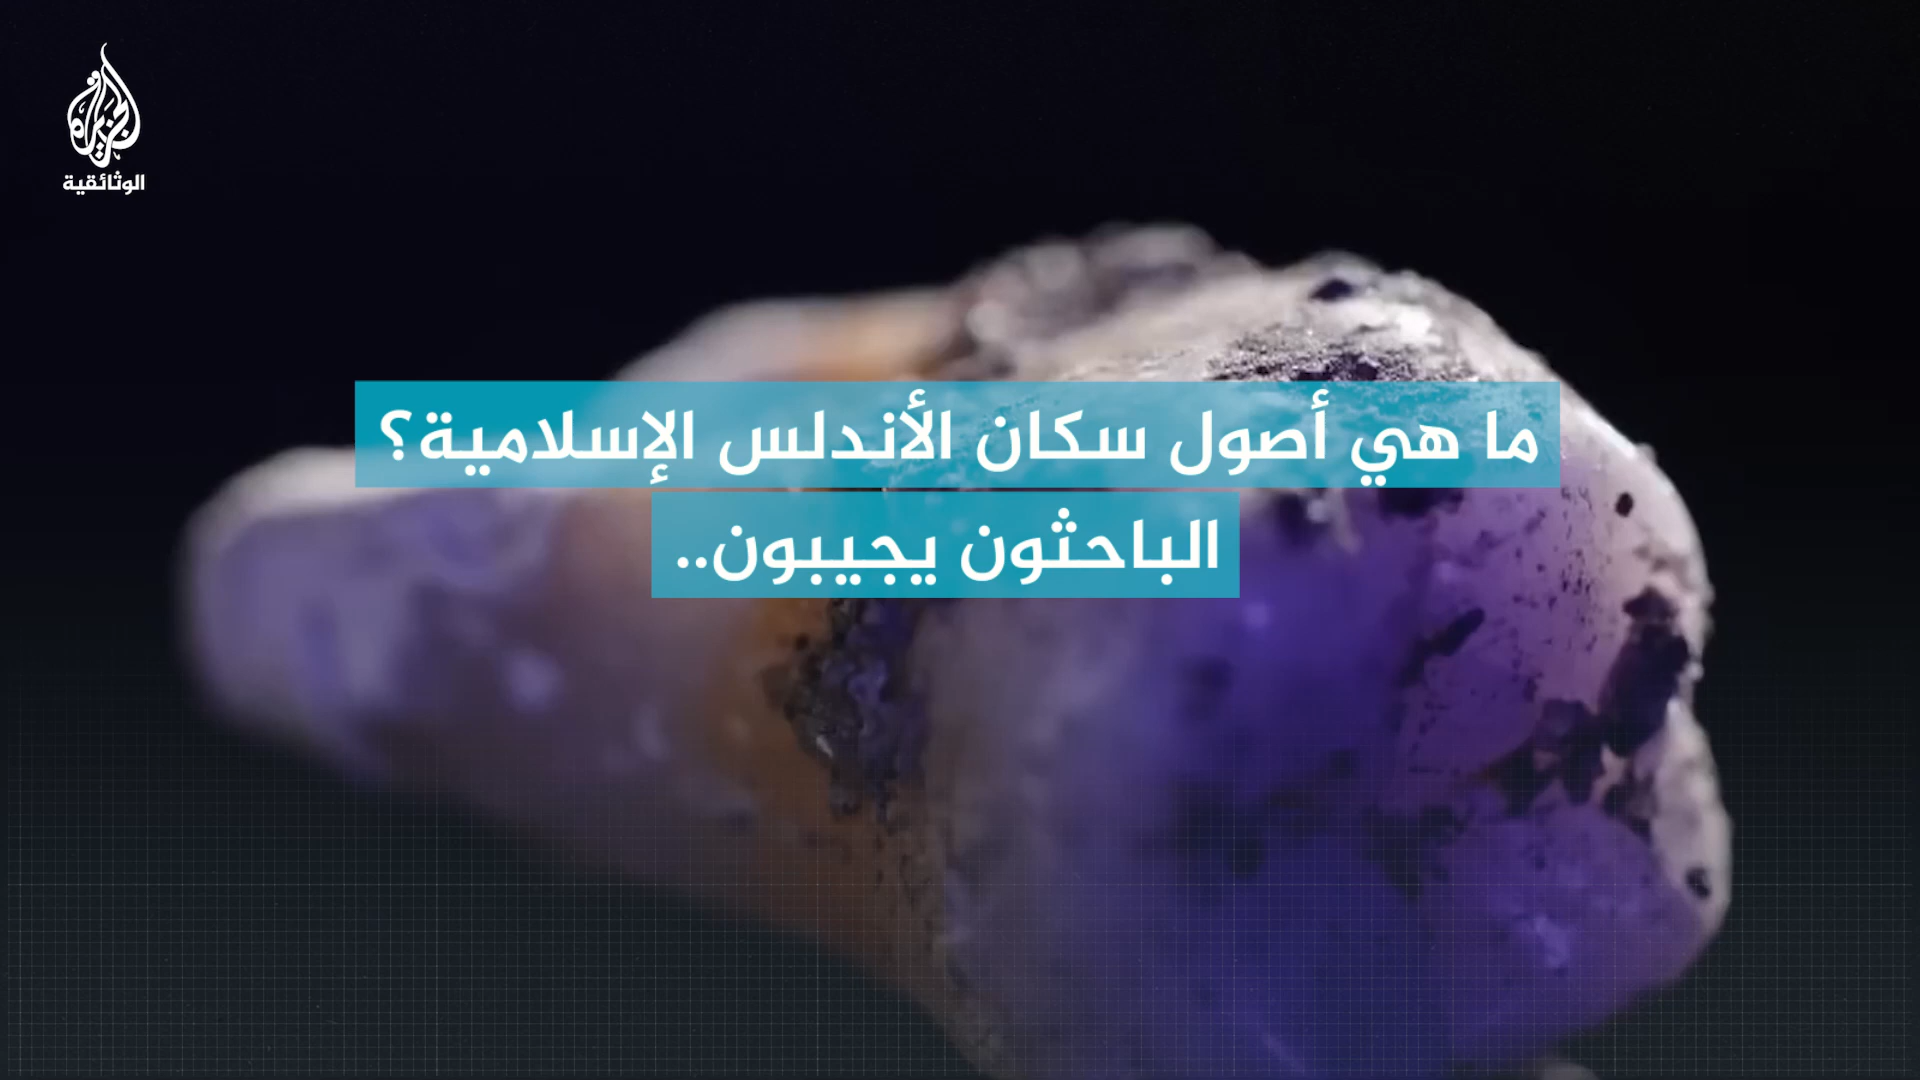 الجزيرة
الوثائقية
ما هي أصول سكان الأندلس الإسلامية؟
الباحثون يجيبون..